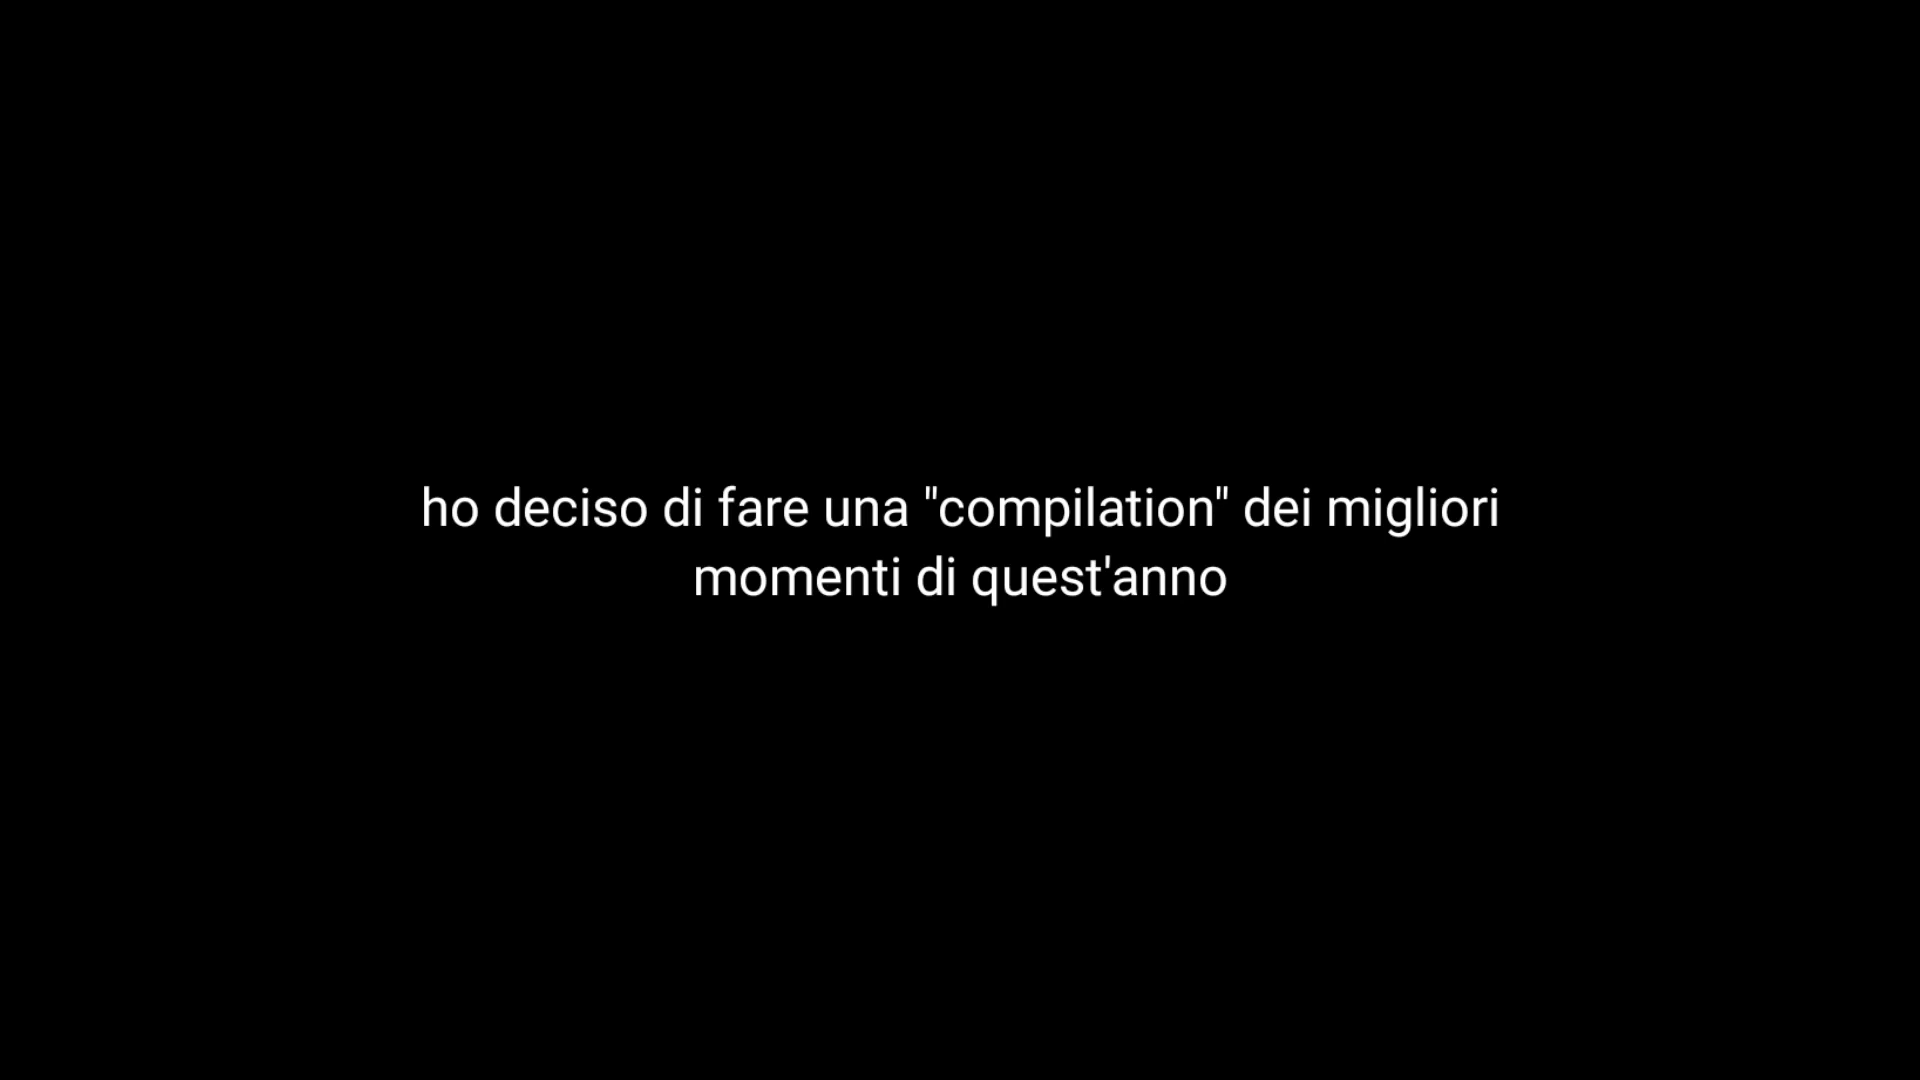 ho deciso di fare una "compilation" dei migliori
momenti di quest'anno